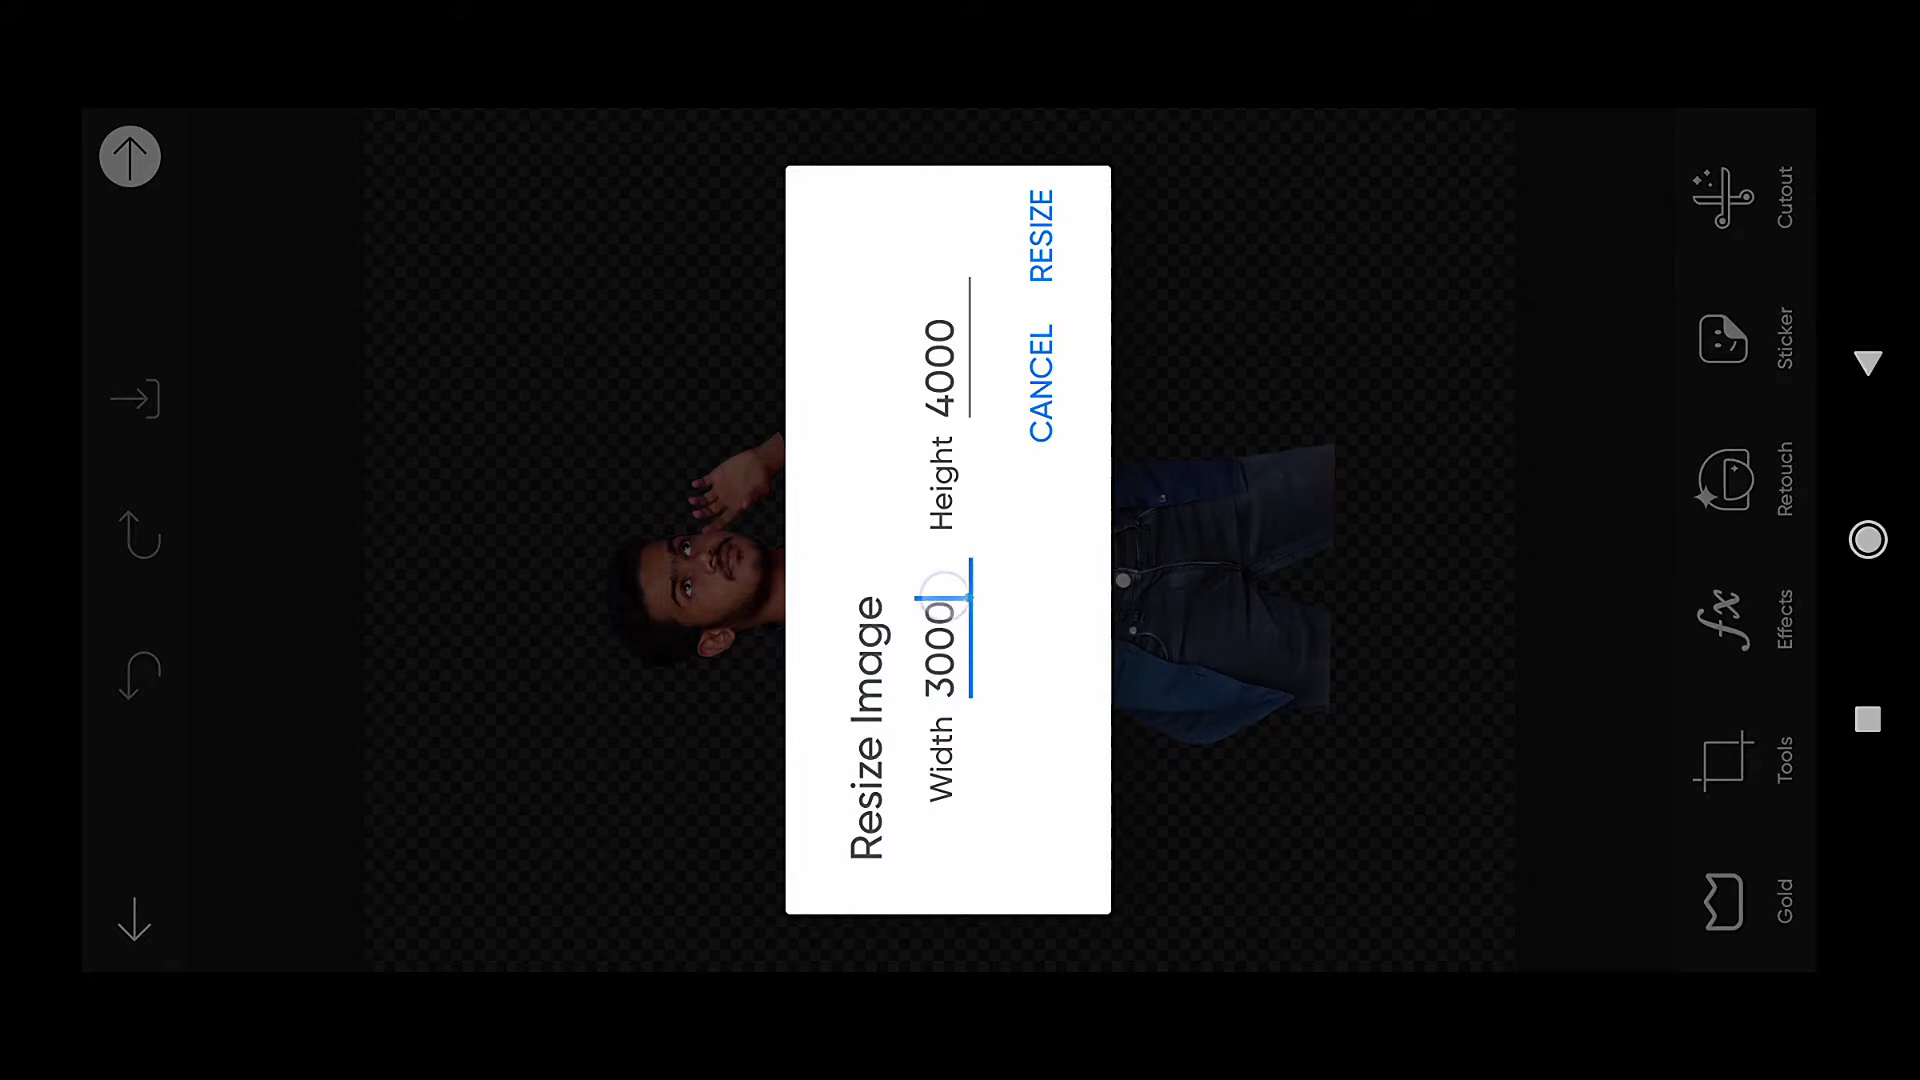 Resize Image
Width 3000 Height 4000
CANCEL RESIZE
Gold Tools Effects Retouch Sticker Cutout